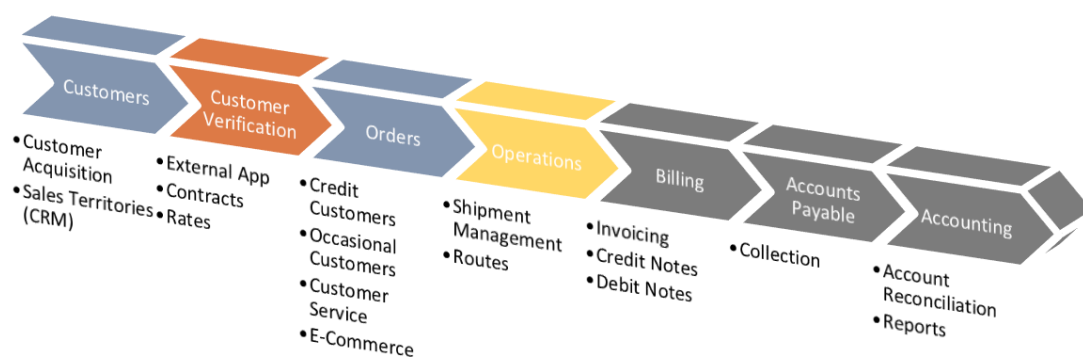 Customers
• Customer
Acquisition
• Sales Territories
(CRM)
Customer
Verification
• External App
• Contracts
• Rates
Orders
• Credit
Customers
• Occasional
Customers
• Customer
Service
• E-Commerce
Operations
• Shipment
Management
• Routes
Billing
• Invoicing
• Credit Notes
• Debit Notes
Accounts
Payable
• Collection
Accounting
• Account
Reconciliation
• Reports